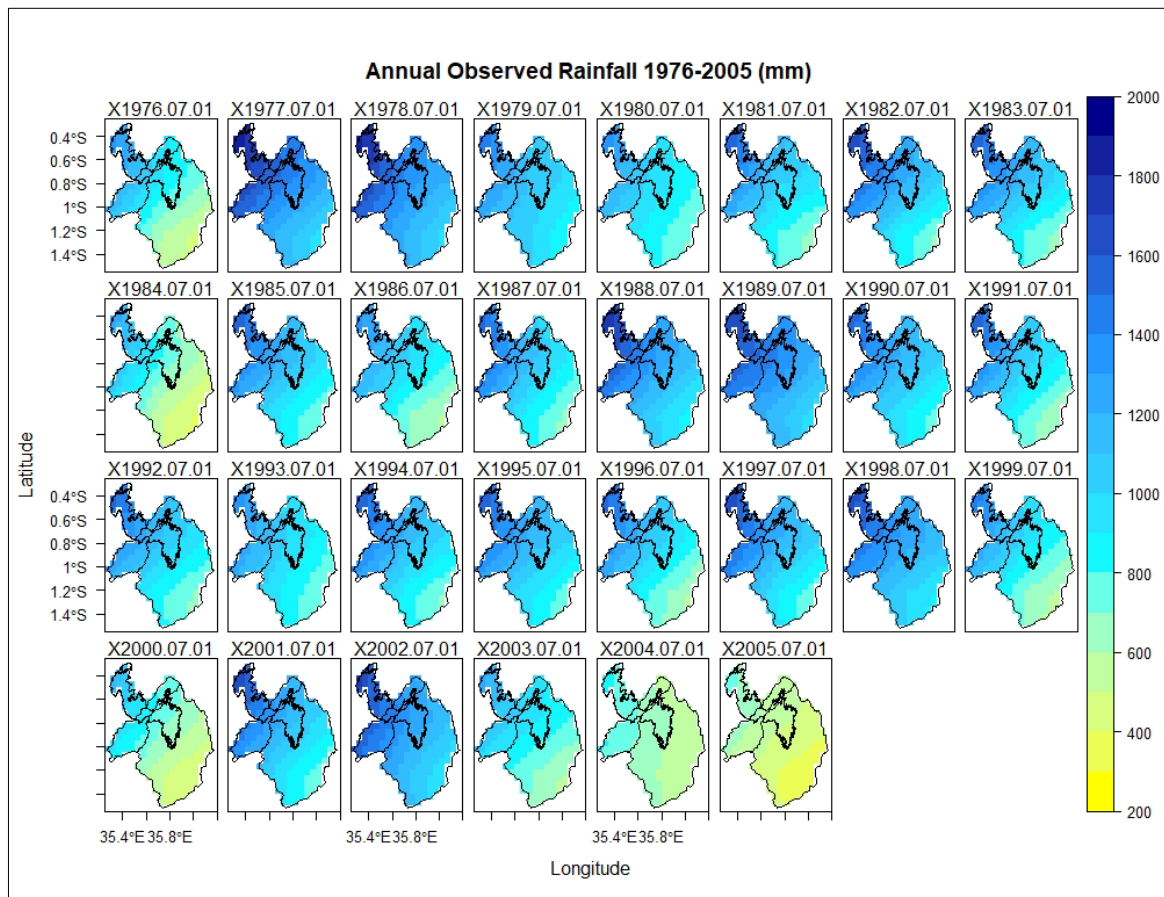 Annual Observed Rainfall 1976-2005 (mm)
X1976.07.01 X1977.07.01 X1978.07.01 X1979.07.01 X1980.07.01 X1981.07.01 X1982.07.01 X1983.07.01
0.4°S
0.6°S
0.8°S
1°S
1.2°S
1.4°S
X1984.07.01 X1985.07.01 X1986.07.01 X1987.07.01 X1988.07.01 X1989.07.01 X1990.07.01 X1991.07.01
X1992.07.01 X1993.07.01 X1994.07.01 X1995.07.01 X1996.07.01 X1997.07.01 X1998.07.01 X1999.07.01
0.4°S
0.6°S
0.8°S
1°S
1.2°S
1.4°S
X2000.07.01 X2001.07.01 X2002.07.01 X2003.07.01 X2004.07.01 X2005.07.01
35.4°E 35.8°E 35.4°E 35.8°E 35.4°E 35.8°E
Latitude
Longitude
2000
1800
1600
1400
1200
1000
800
600
400
200